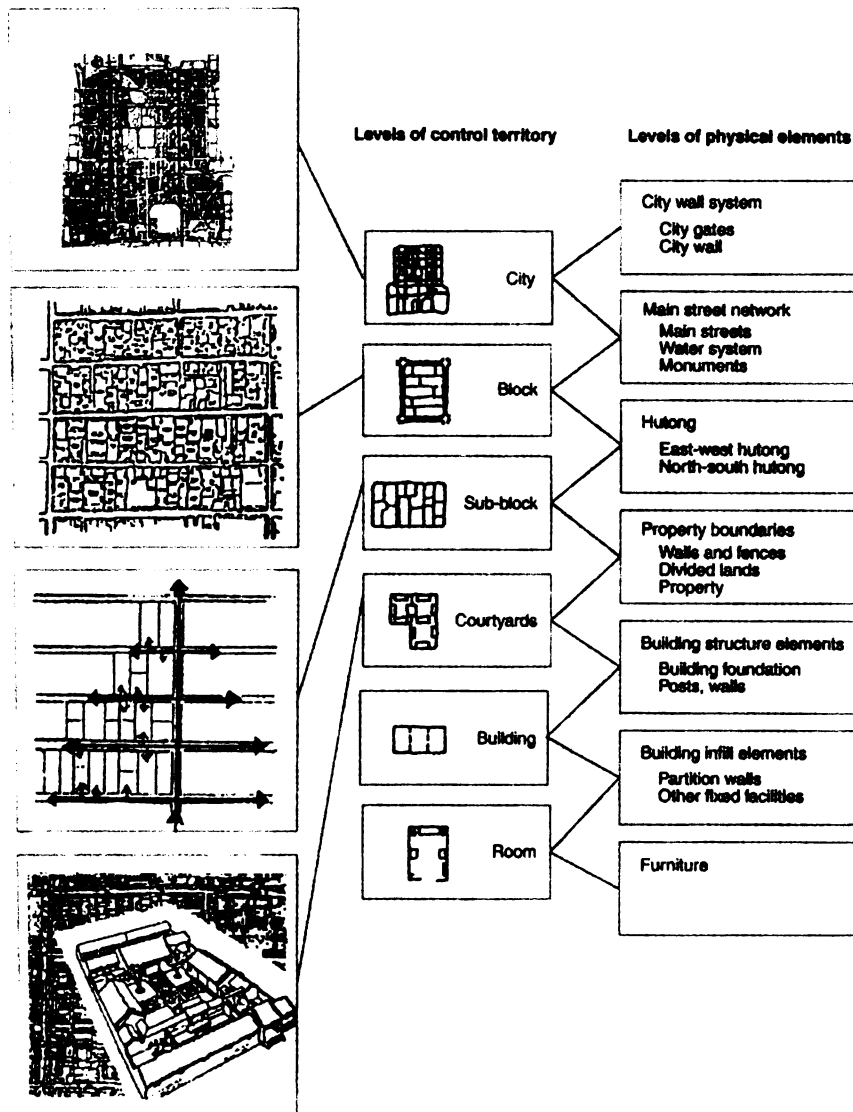 Levels of control territory
Levels of physical elements
City
Block
Sub-block
Courtyards
Building
Room
City wall system
City gates
City wall
Main street network
Main streets
Water system
Monuments
Hutong
East-west hutong
North-south hutong
Property boundaries
Walls and fences
Divided lands
Property
Building structure elements
Building foundation
Posts, walls
Building infill elements
Partition walls
Other fixed facilities
Furniture